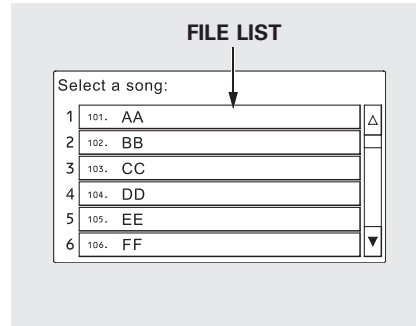 FILE LIST
Select a song:
1 101. AA
2 102. BB
3 103. CC
4 104. DD
5 105. EE
6 106. FF